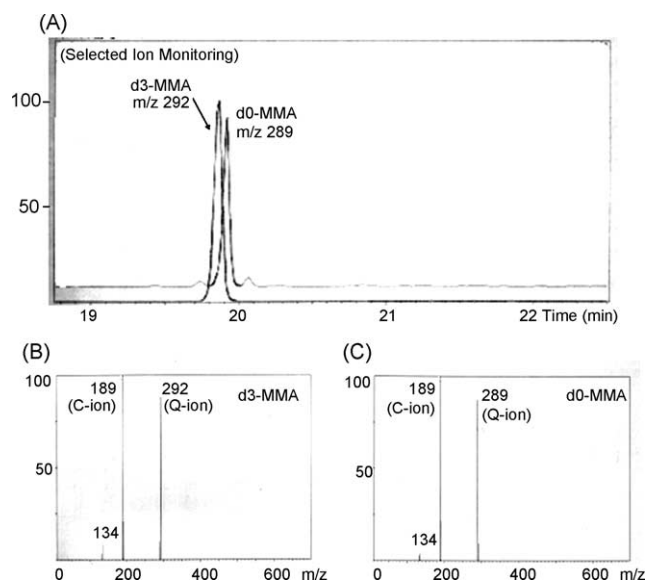 (A)
(Selected Ion Monitoring)
d3-MMA
m/z 292
d0-MMA
m/z 289
100
50
19 20 21 22 Time (min)
(B)
100
189
(C-ion)
292
(Q-ion)
d3-MMA
50
134
0 200 400 600 m/z
(C)
100
189
(C-ion)
289
(Q-ion)
d0-MMA
50
134
0 200 400 600 m/z